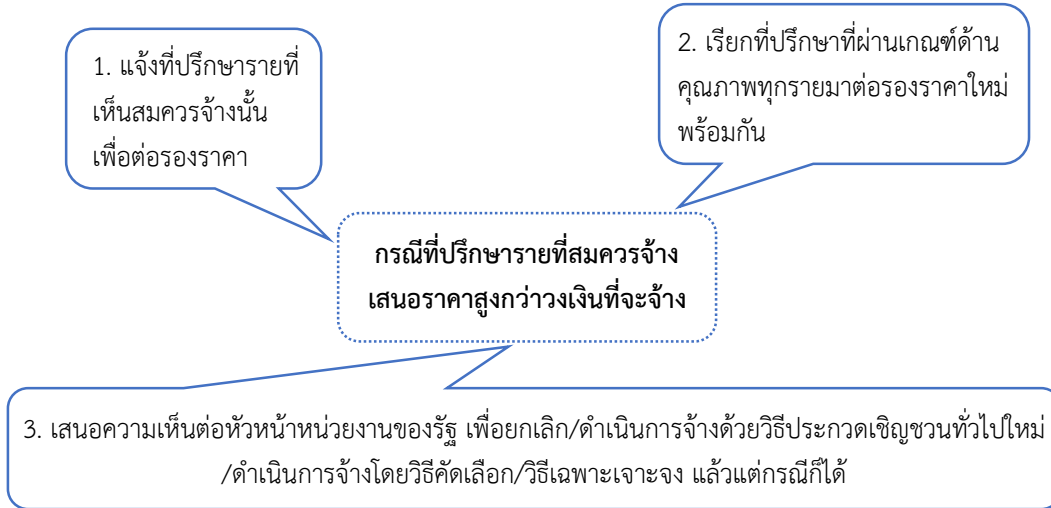 1. แจ้งที่ปรึกษารายที่
เห็นสมควรจ้างนั้น
เพื่อต่อรองราคา
2. เรียกที่ปรึกษาที่ผ่านเกณฑ์ด้าน
คุณภาพทุกรายมาต่อรองราคาใหม่
พร้อมกัน
กรณีที่ปรึกษารายที่สมควรจ้าง
เสนอราคาสูงกว่าวงเงินที่จะจ้าง
3. เสนอความเห็นต่อหัวหน้าหน่วยงานของรัฐ เพื่อยกเลิก/ดำเนินการจ้างด้วยวิธีประกวดเชิญชวนทั่วไปใหม่
/ดำเนินการจ้างโดยวิธีคัดเลือก/วิธีเฉพาะเจาะจง แล้วแต่กรณีก็ได้